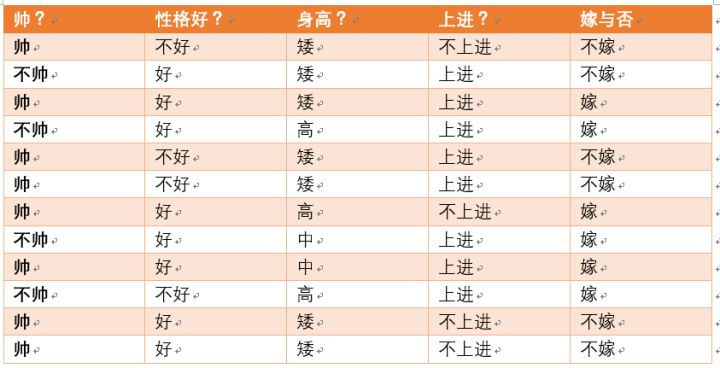 帅？ 性格好？ 身高？ 上进？ 嫁与否
帅 不好 矮 不上进 不嫁
不帅 好 矮 上进 不嫁
帅 好 矮 上进 嫁
不帅 好 高 上进 嫁
帅 不好 矮 上进 不嫁
帅 不好 矮 上进 不嫁
帅 好 高 不上进 嫁
不帅 好 中 上进 嫁
帅 好 中 上进 嫁
不帅 不好 高 上进 嫁
帅 好 矮 不上进 不嫁
帅 好 矮 不上进 不嫁